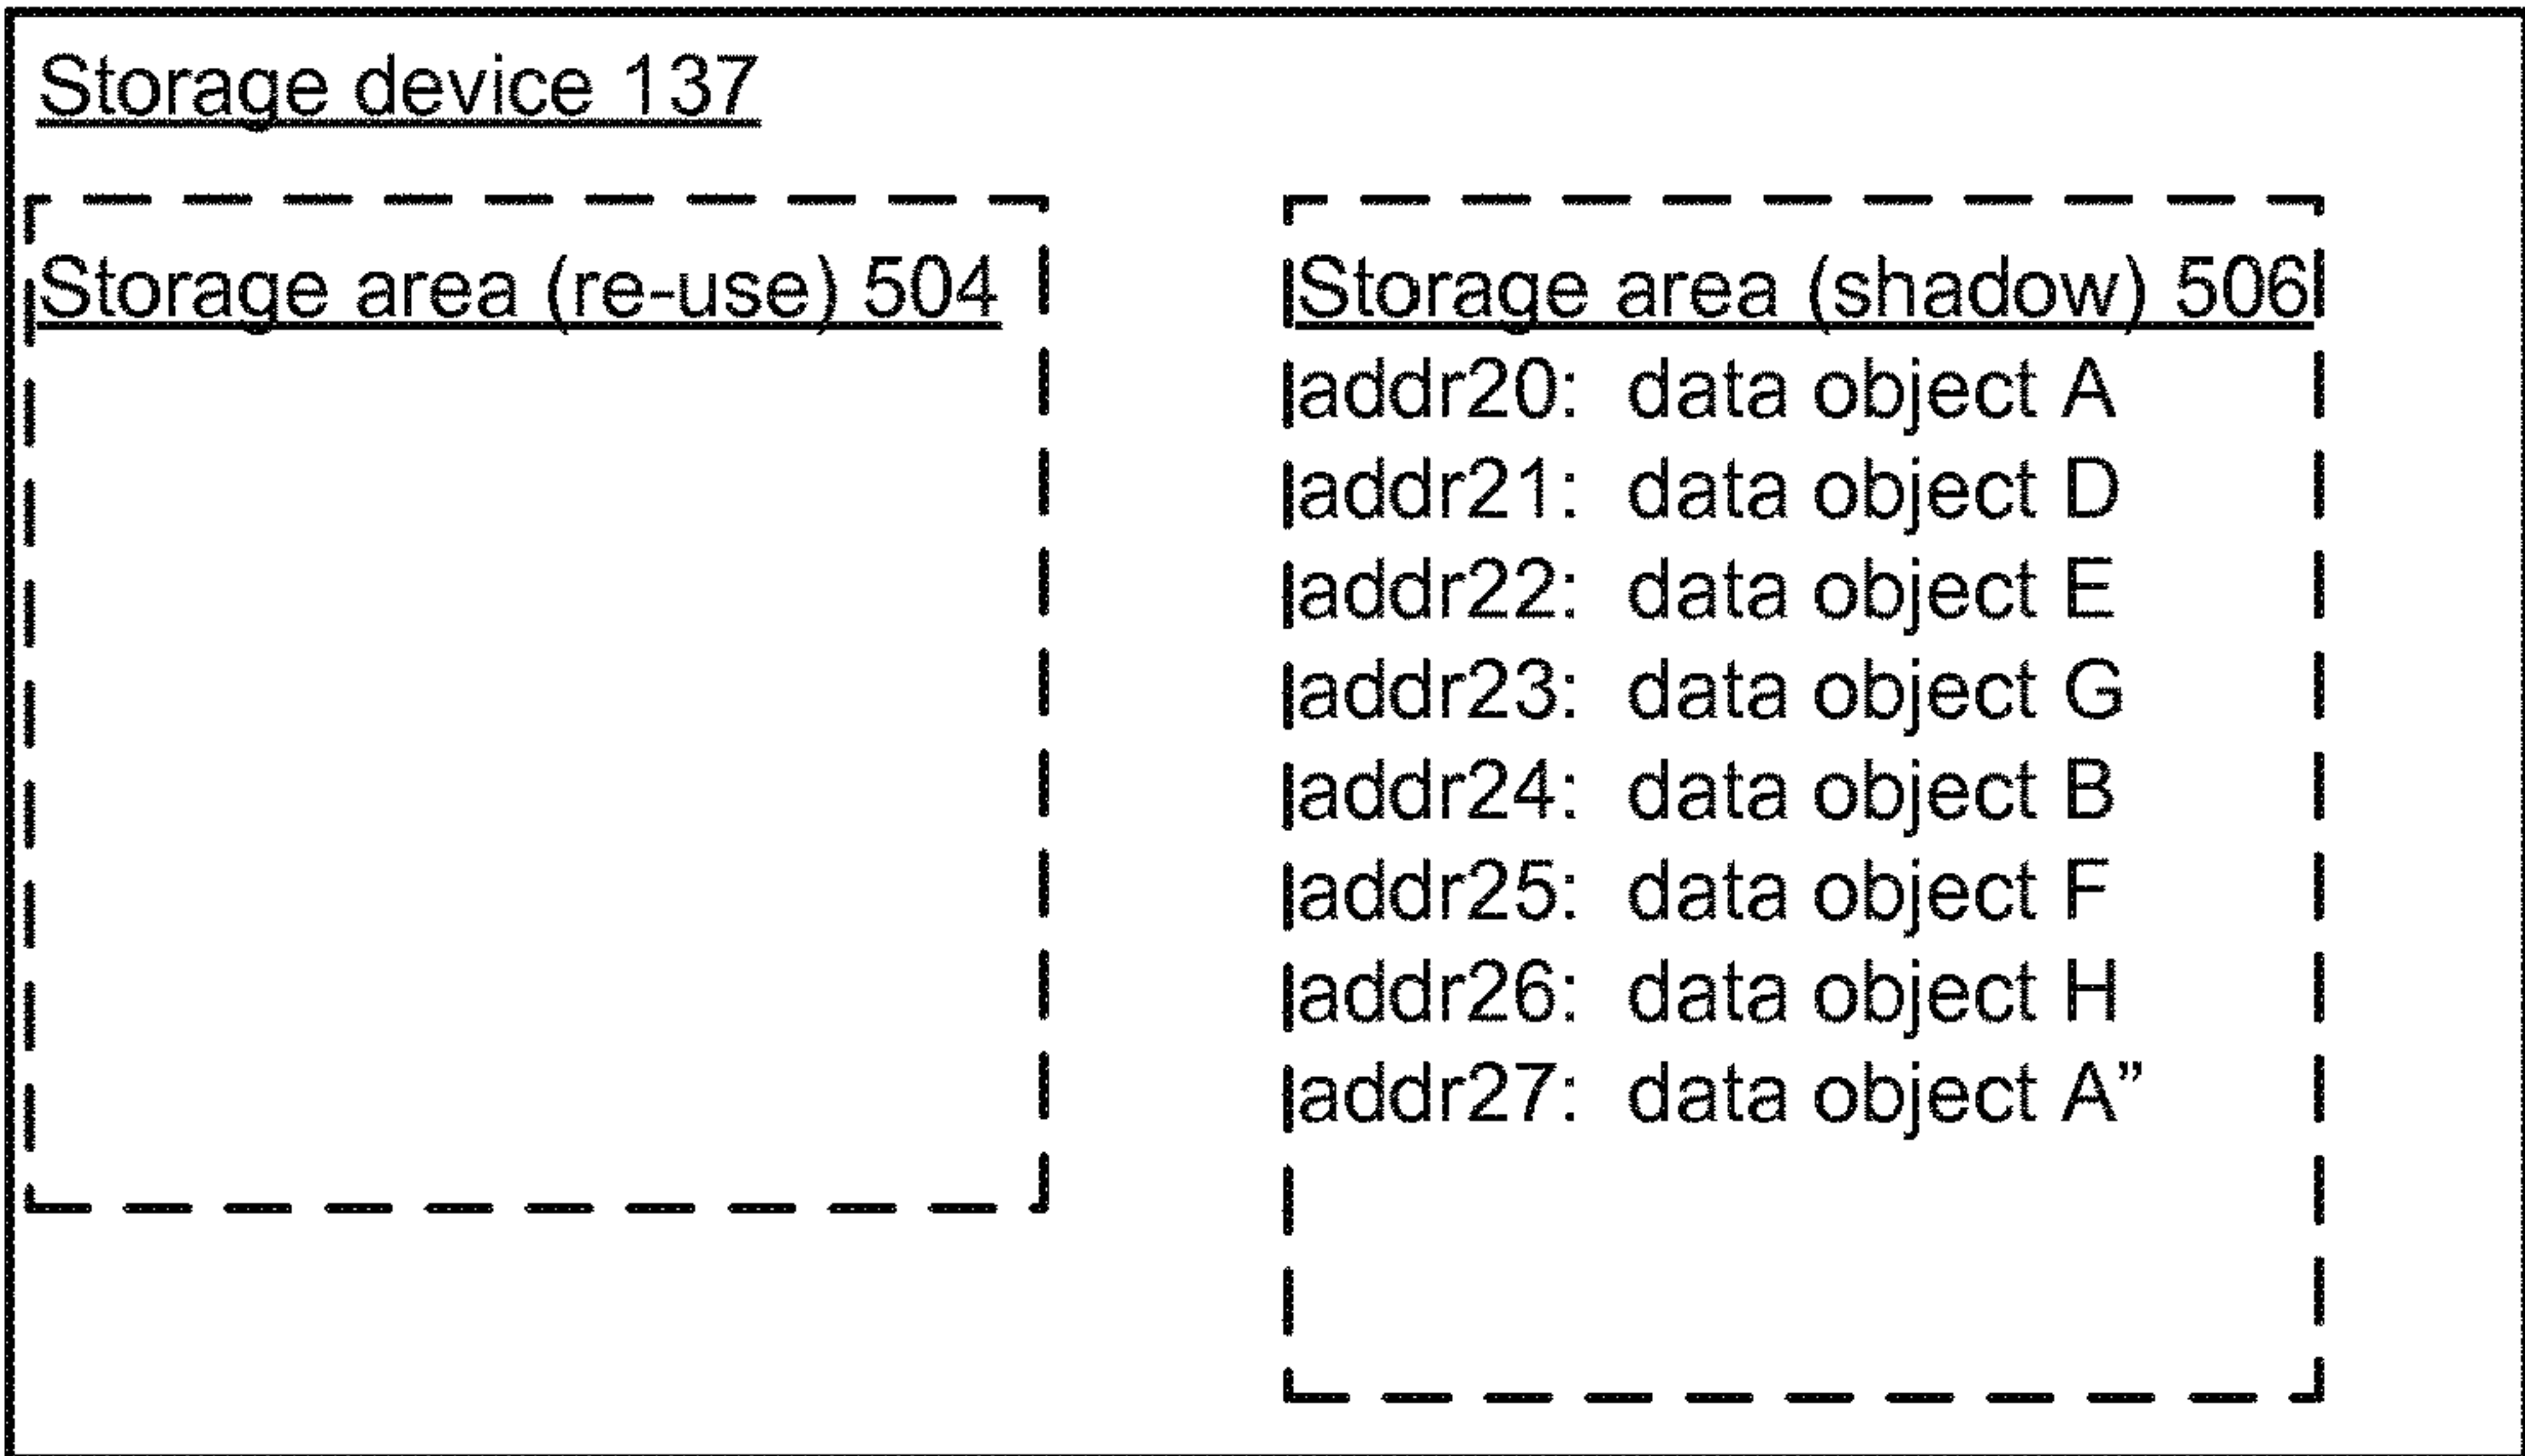 Storage device 137
Storage area (re-use) 504
Storage area (shadow) 506
addr20: data object A
addr21: data object D
addr22: data object E
addr23: data object G
addr24: data object B
addr25: data object F
addr26: data object H
addr27: data object A”